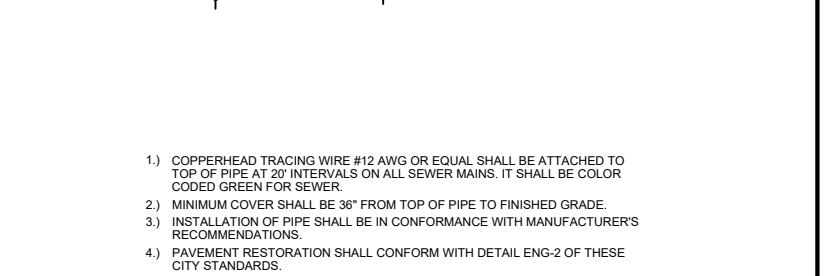 1.) COPPERHEAD TRACING WIRE #12 AWG OR EQUAL SHALL BE ATTACHED TO
TOP OF PIPE AT 20' INTERVALS ON ALL SEWER MAINS. IT SHALL BE COLOR
CODED GREEN FOR SEWER.
2.) MINIMUM COVER SHALL BE 36" FROM TOP OF PIPE TO FINISHED GRADE.
3.) INSTALLATION OF PIPE SHALL BE IN CONFORMANCE WITH MANUFACTURER'S
RECOMMENDATIONS.
4.) PAVEMENT RESTORATION SHALL CONFORM WITH DETAIL ENG-2 OF THESE
CITY STANDARDS.